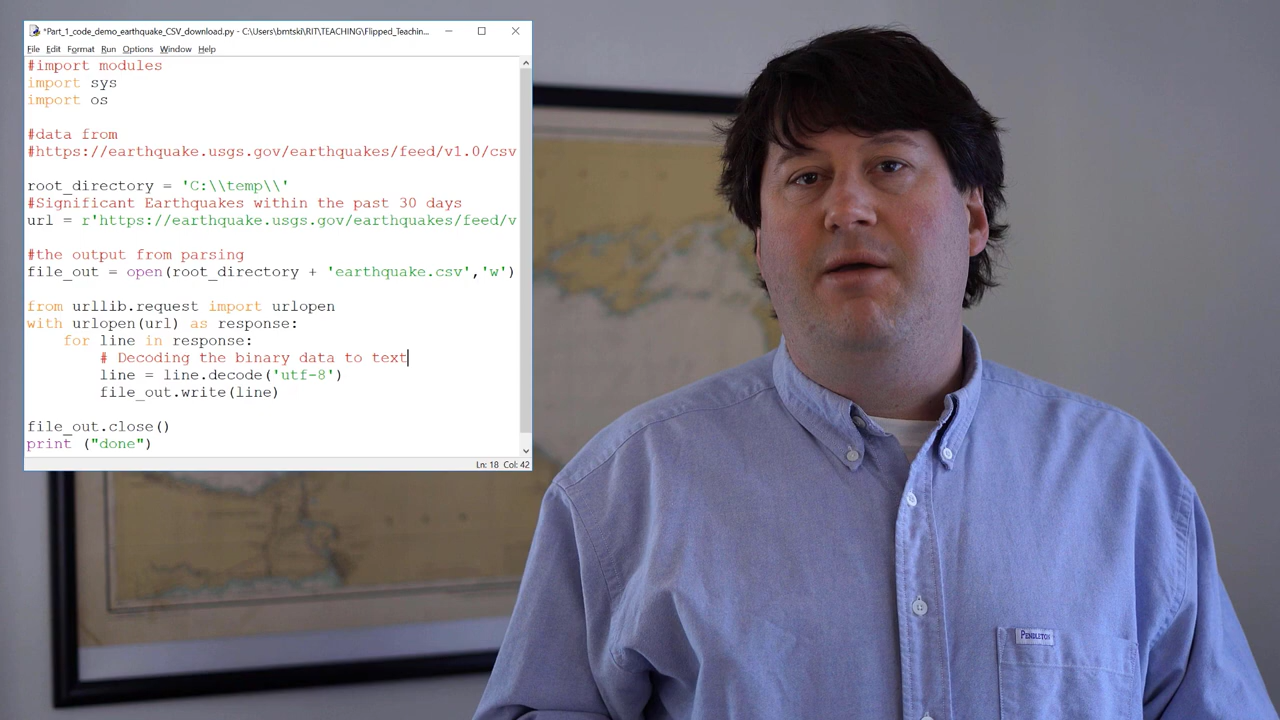 *Part_1_code_demo_earthquake_CSV_download.py - C:\Users\bmtski\RIT\TEACHING\Flipped_Teaching...
File Edit Format Run Options Window Help
#import modules
import sys
import os
#data from
#https://earthquake.usgs.gov/earthquakes/feed/v1.0/csv
root_directory = 'C:\\temp\\'
#Significant Earthquakes within the past 30 days
url = r'https://earthquake.usgs.gov/earthquakes/feed/v
#the output from parsing
file_out = open(root_directory + 'earthquake.csv','w')
from urllib.request import urlopen
with urlopen(url) as response:
    for line in response:
        # Decoding the binary data to text
        line = line.decode('utf-8')
        file_out.write(line)
file_out.close()
print ("done")
Ln: 18 Col: 42
PENDLETON